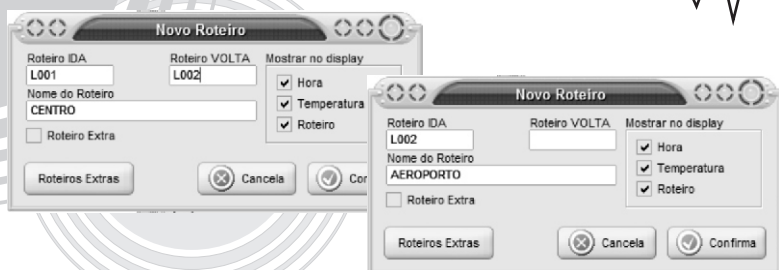 Novo Roteiro
Roteiro IDA Roteiro VOLTA Mostrar no display
L001 L002
Hora
Nome do Roteiro
CENTRO
Temperatura
Roteiro Extra
Roteiro
Roteiros Extras Cancela
Novo Roteiro
Roteiro IDA Roteiro VOLTA Mostrar no display
L002
Hora
Nome do Roteiro
AEROPORTO
Temperatura
Roteiro Extra
Roteiro
Roteiros Extras Cancela Confirma